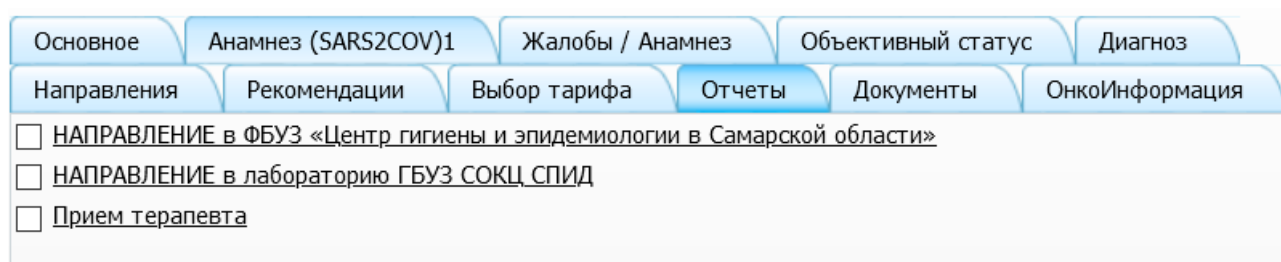 Основное Анамнез (SARS2COV)1 Жалобы / Анамнез Объективный статус Диагноз
Направления Рекомендации Выбор тарифа Отчеты Документы ОнкоИнформация
НАПРАВЛЕНИЕ в ФБУЗ «Центр гигиены и эпидемиологии в Самарской области»
НАПРАВЛЕНИЕ в лабораторию ГБУЗ СОКЦ СПИД
Прием терапевта